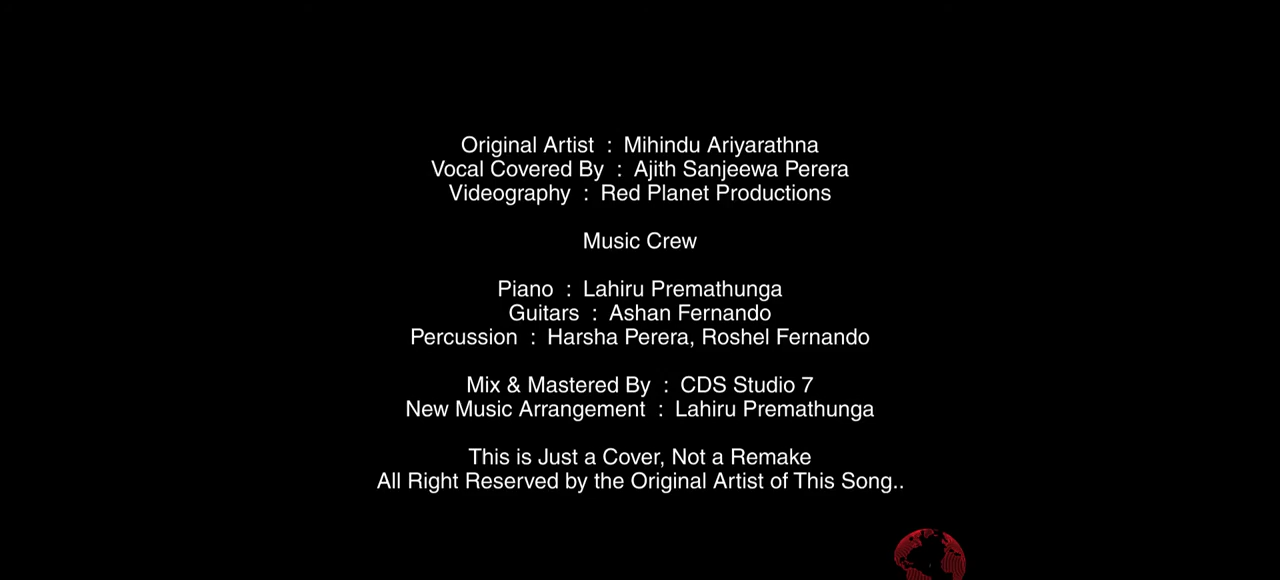 Original Artist : Mihindu Ariyarathna
Vocal Covered By : Ajith Sanjeewa Perera
Videography : Red Planet Productions
Music Crew
Piano : Lahiru Premathunga
Guitars : Ashan Fernando
Percussion : Harsha Perera, Roshel Fernando
Mix & Mastered By : CDS Studio 7
New Music Arrangement : Lahiru Premathunga
This is Just a Cover, Not a Remake
All Right Reserved by the Original Artist of This Song..